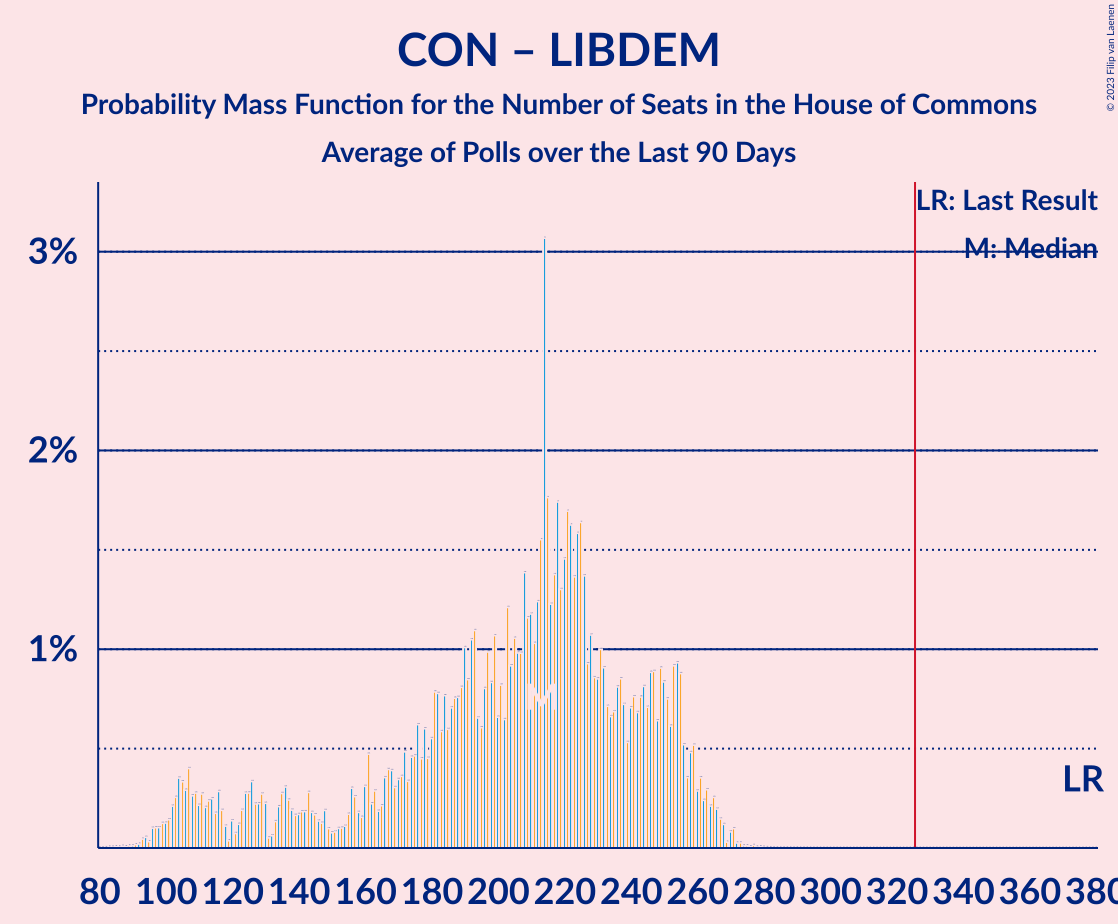 CON – LIBDEM
Probability Mass Function for the Number of Seats in the House of Commons
Average of Polls over the Last 90 Days
© 2023 Filip van Laenen
LR: Last Result
M: Median
3%
2%
1%
LR
80 100 120 140 160 180 200 220 240 260 280 300 320 340 360 380